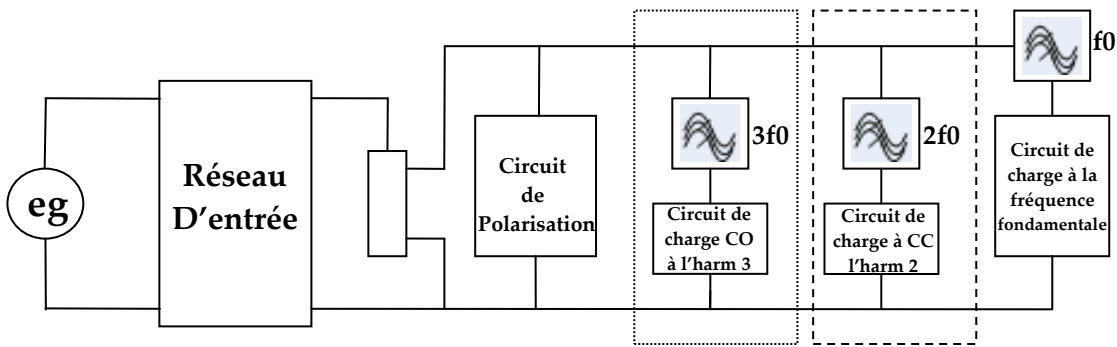 eg
Réseau
D’entrée
Circuit
de
Polarisation
3f0
Circuit de
charge CO
à l’harm 3
2f0
Circuit de
charge à CC
l’harm 2
f0
Circuit de
charge à la
fréquence
fondamentale